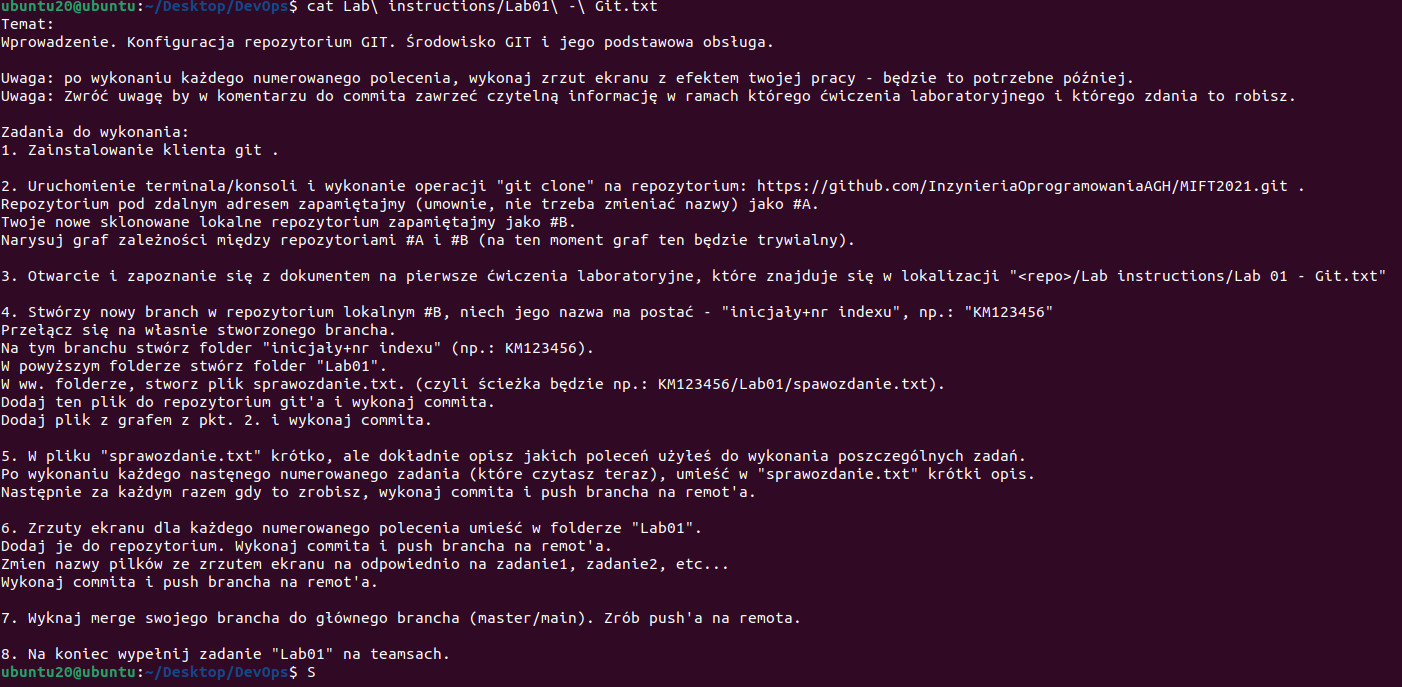 ubuntu20@ubuntu:~/Desktop/DevOps$ cat Lab\ instructions/Lab01\ -\ Git.txt
Temat:
Wprowadzenie. Konfiguracja repozytorium GIT. Środowisko GIT i jego podstawowa obsługa.
Uwaga: po wykonaniu każdego numerowanego polecenia, wykonaj zrzut ekranu z efektem twojej pracy - będzie to potrzebne później.
Uwaga: Zwróć uwagę by w komentarzu do commita zawrzeć czytelną informację w ramach którego ćwiczenia laboratoryjnego i którego zdania to robisz.
Zadania do wykonania:
1. Zainstalowanie klienta git .
2. Uruchomienie terminala/konsoli i wykonanie operacji "git clone" na repozytorium: https://github.com/InzynieriaOprogramowaniaAGH/MIFT2021.git .
Repozytorium pod zdalnym adresem zapamiętajmy (umownie, nie trzeba zmieniać nazwy) jako #A.
Twoje nowe sklonowane lokalne repozytorium zapamiętajmy jako #B.
Narysuj graf zależności między repozytoriami #A i #B (na ten moment graf ten będzie trywialny).
3. Otwarcie i zapoznanie się z dokumentem na pierwsze ćwiczenia laboratoryjne, które znajduje się w lokalizacji "<repo>/Lab instructions/Lab 01 - Git.txt"
4. Stwórzy nowy branch w repozytorium lokalnym #B, niech jego nazwa ma postać - "inicjały+nr indexu", np.: "KM123456"
Przełącz się na własnie stworzonego brancha.
Na tym branchu stwórz folder "inicjały+nr indexu" (np.: KM123456).
W powyższym folderze stwórz folder "Lab01".
W ww. folderze, stworz plik sprawozdanie.txt. (czyli ścieżka będzie np.: KM123456/Lab01/spawozdanie.txt).
Dodaj ten plik do repozytorium git'a i wykonaj commita.
Dodaj plik z grafem z pkt. 2. i wykonaj commita.
5. W pliku "sprawozdanie.txt" krótko, ale dokładnie opisz jakich poleceń użyłeś do wykonania poszczególnych zadań.
Po wykonaniu każdego nastęnego numerowanego zadania (które czytasz teraz), umieść w "sprawozdanie.txt" krótki opis.
Następnie za każdym razem gdy to zrobisz, wykonaj commita i push brancha na remot'a.
6. Zrzuty ekranu dla każdego numerowanego polecenia umieść w folderze "Lab01".
Dodaj je do repozytorium. Wykonaj commita i push brancha na remot'a.
Zmien nazwy pilków ze zrzutem ekranu na odpowiednio na zadanie1, zadanie2, etc...
Wykonaj commita i push brancha na remot'a.
7. Wyknaj merge swojego brancha do głównego brancha (master/main). Zrób push'a na remota.
8. Na koniec wypełnij zadanie "Lab01" na teamsach.
ubuntu20@ubuntu:~/Desktop/DevOps$ S